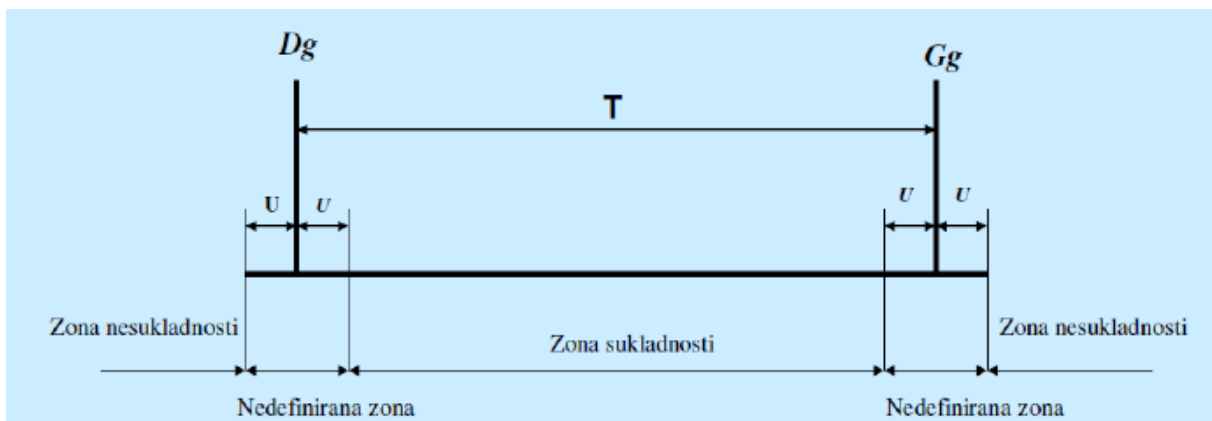 Dg
Gg
T
U
U
U
U
Zona nesukladnosti
Zona sukladnosti
Zona nesukladnosti
Nedefinirana zona
Nedefinirana zona